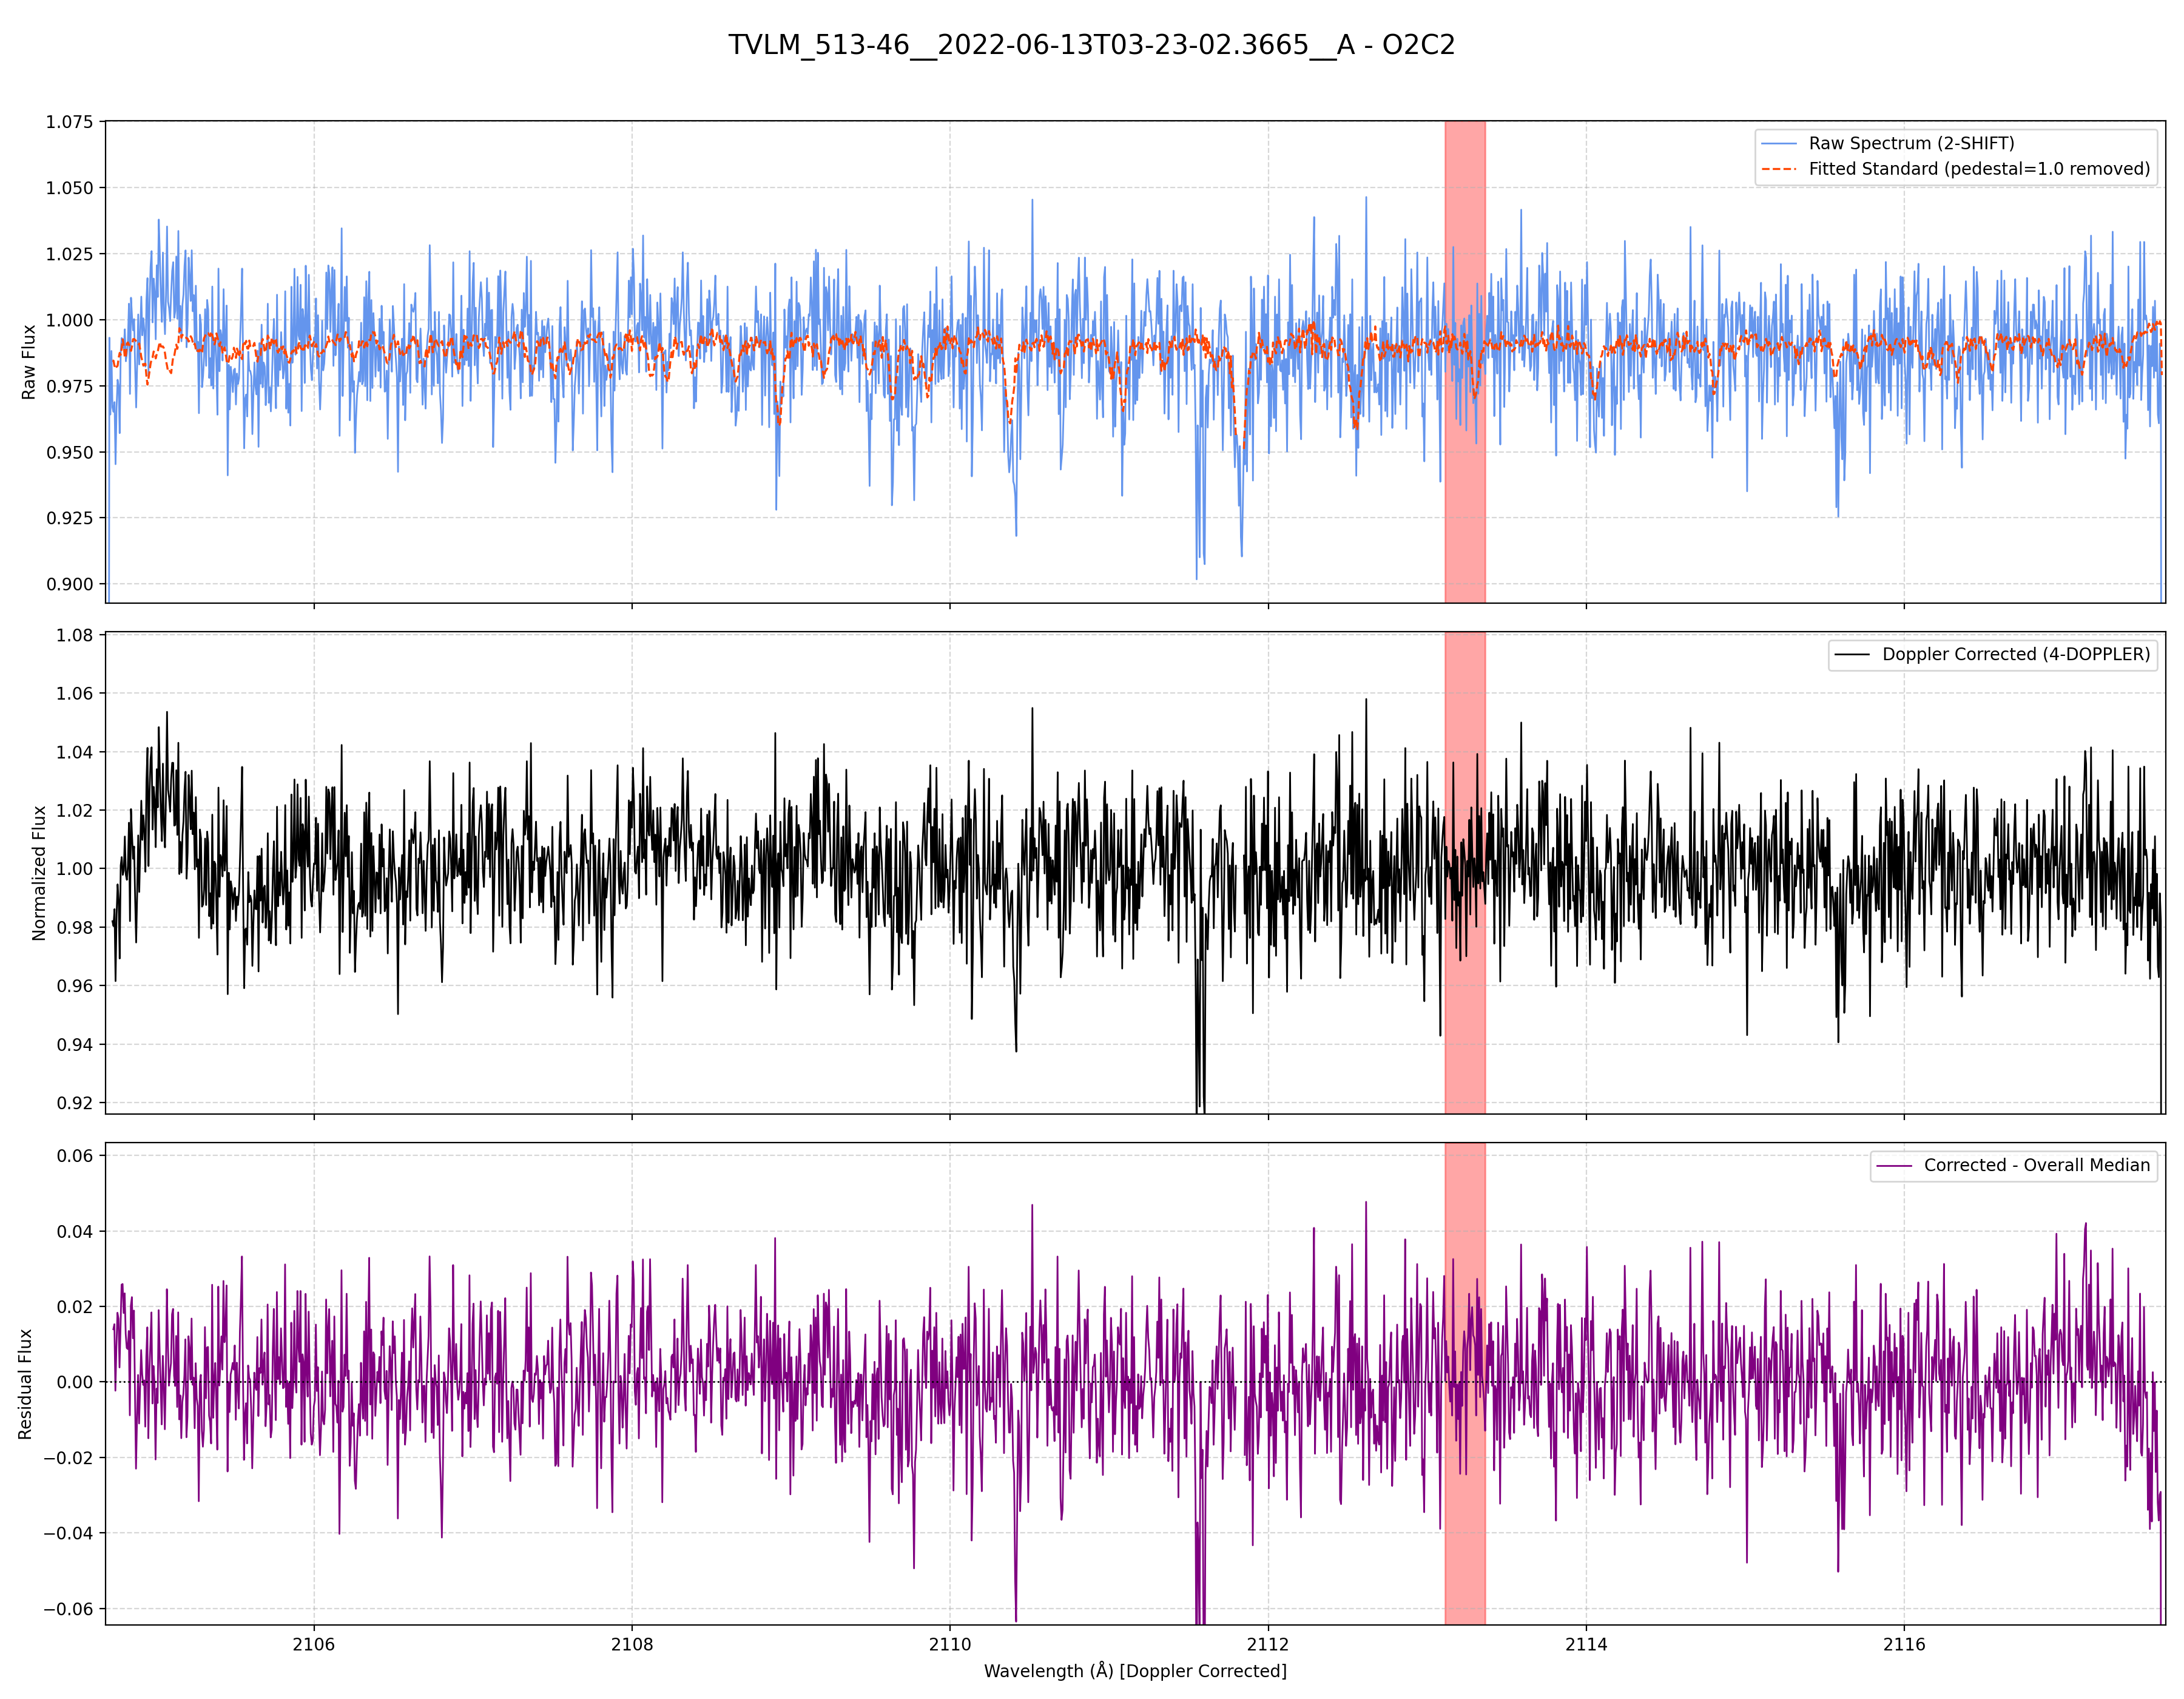 TVLM_513-46__2022-06-13T03-23-02.3665__A - O2C2
1.075
1.050
1.025
1.000
0.975
0.950
0.925
0.900
Raw Flux
Raw Spectrum (2-SHIFT)
Fitted Standard (pedestal=1.0 removed)
1.08
1.06
1.04
1.02
1.00
0.98
0.96
0.94
0.92
Normalized Flux
Doppler Corrected (4-DOPPLER)
0.06
0.04
0.02
0.00
−0.02
−0.04
−0.06
Residual Flux
Corrected - Overall Median
2106 2108 2110 2112 2114 2116
Wavelength (Å) [Doppler Corrected]